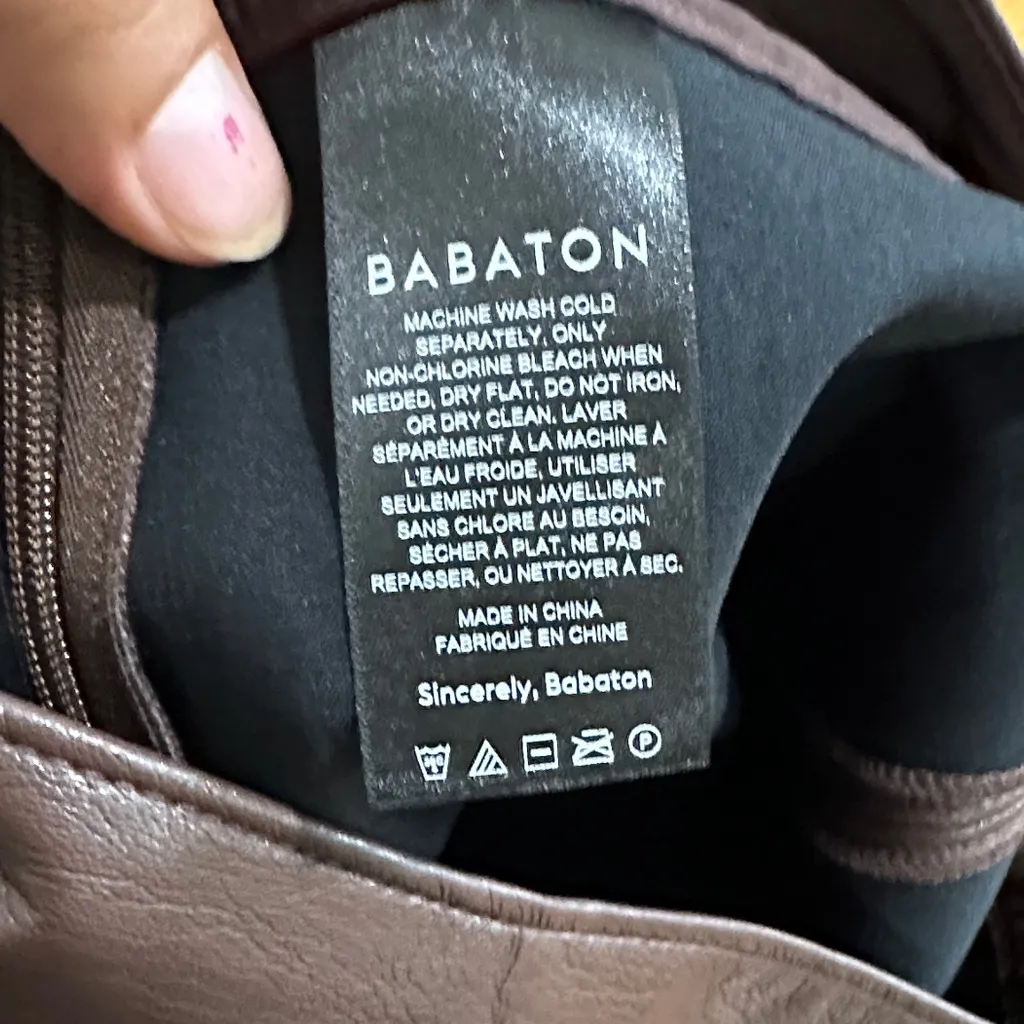 BABATON
MACHINE WASH COLD
SEPARATELY, ONLY
NON-CHLORINE BLEACH WHEN
NEEDED, DRY FLAT, DO NOT IRON,
OR DRY CLEAN. LAVER
SÉPARÉMENT À LA MACHINE À
L'EAU FROIDE, UTILISER
SEULEMENT UN JAVELLISANT
SANS CHLORE AU BESOIN,
SÉCHER À PLAT, NE PAS
REPASSER, OU NETTOYER À SEC.
MADE IN CHINA
FABRIQUÉ EN CHINE
Sincerely, Babaton
P